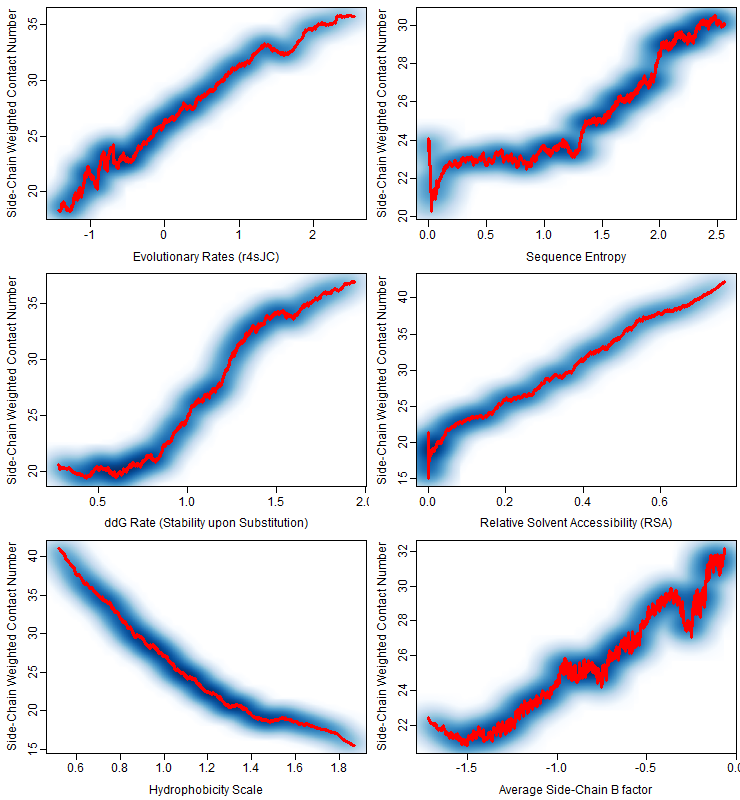 Side-Chain Weighted Contact Number
20 25 30 35
-1 0 1 2
Evolutionary Rates (r4sJC)
Side-Chain Weighted Contact Number
20 22 24 26 28 30
0.0 0.5 1.0 1.5 2.0 2.5
Sequence Entropy
Side-Chain Weighted Contact Number
20 25 30 35
0.5 1.0 1.5 2.0
ddG Rate (Stability upon Substitution)
Side-Chain Weighted Contact Number
15 20 25 30 35 40
0.0 0.2 0.4 0.6
Relative Solvent Accessibility (RSA)
Side-Chain Weighted Contact Number
15 20 25 30 35 40
0.6 0.8 1.0 1.2 1.4 1.6 1.8
Hydrophobicity Scale
Side-Chain Weighted Contact Number
22 24 26 28 30 32
-1.5 -1.0 -0.5 0.0
Average Side-Chain B factor